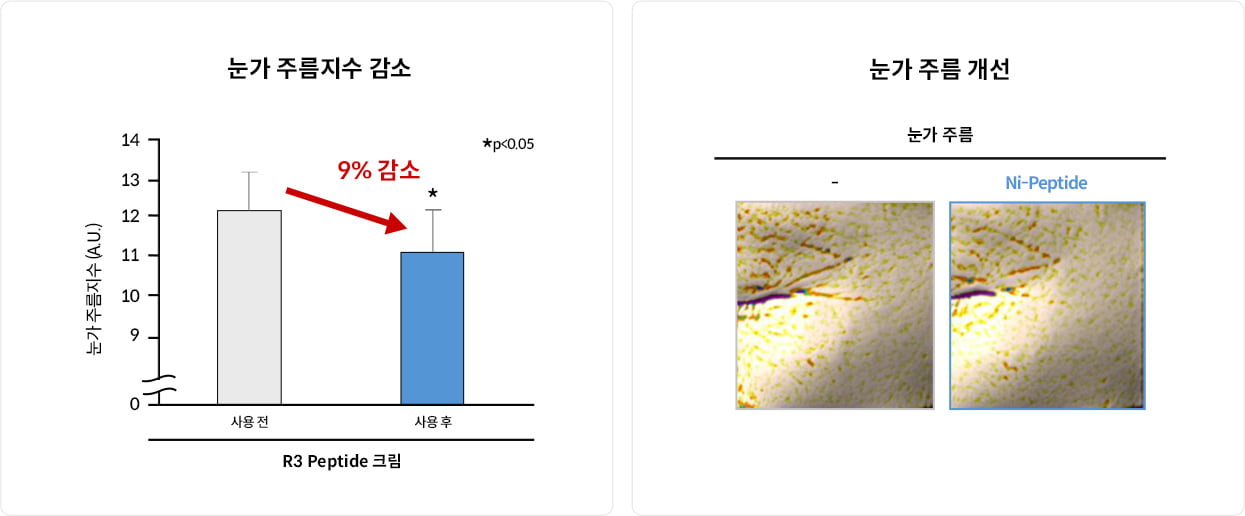 눈가 주름지수 감소
*p<0.05
9% 감소
*
눈가 주름지수 (A.U.)
14
13
12
11
10
9
0
사용 전
사용 후
R3 Peptide 크림
눈가 주름 개선
눈가 주름
-
Ni-Peptide